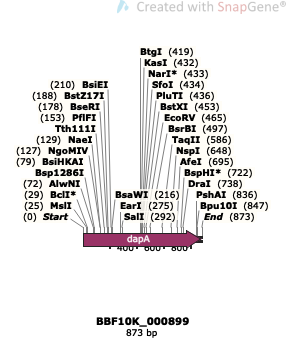 Created with SnapGene®
BtgI (419)
KasI (432)
NarI* (433)
(210) BsiEI SfoI (434)
(188) BstZ17I PluTI (436)
(178) BseRI BstXI (453)
(153) PflFI EcoRV (465)
Tth111I BsrBI (497)
(129) NaeI TaqII (586)
(127) NgoMIV NspI (648)
(79) BsiHKAI AfeI (695)
Bsp1286I BspHI* (722)
(72) AlwNI DraI (738)
(29) BclI* BsaWI (216) PshAI (836)
(25) MslI EarI (275) Bpu10I (847)
(0) Start SalI (292) End (873)
dapA
400 600 800
BBF10K_000899
873 bp